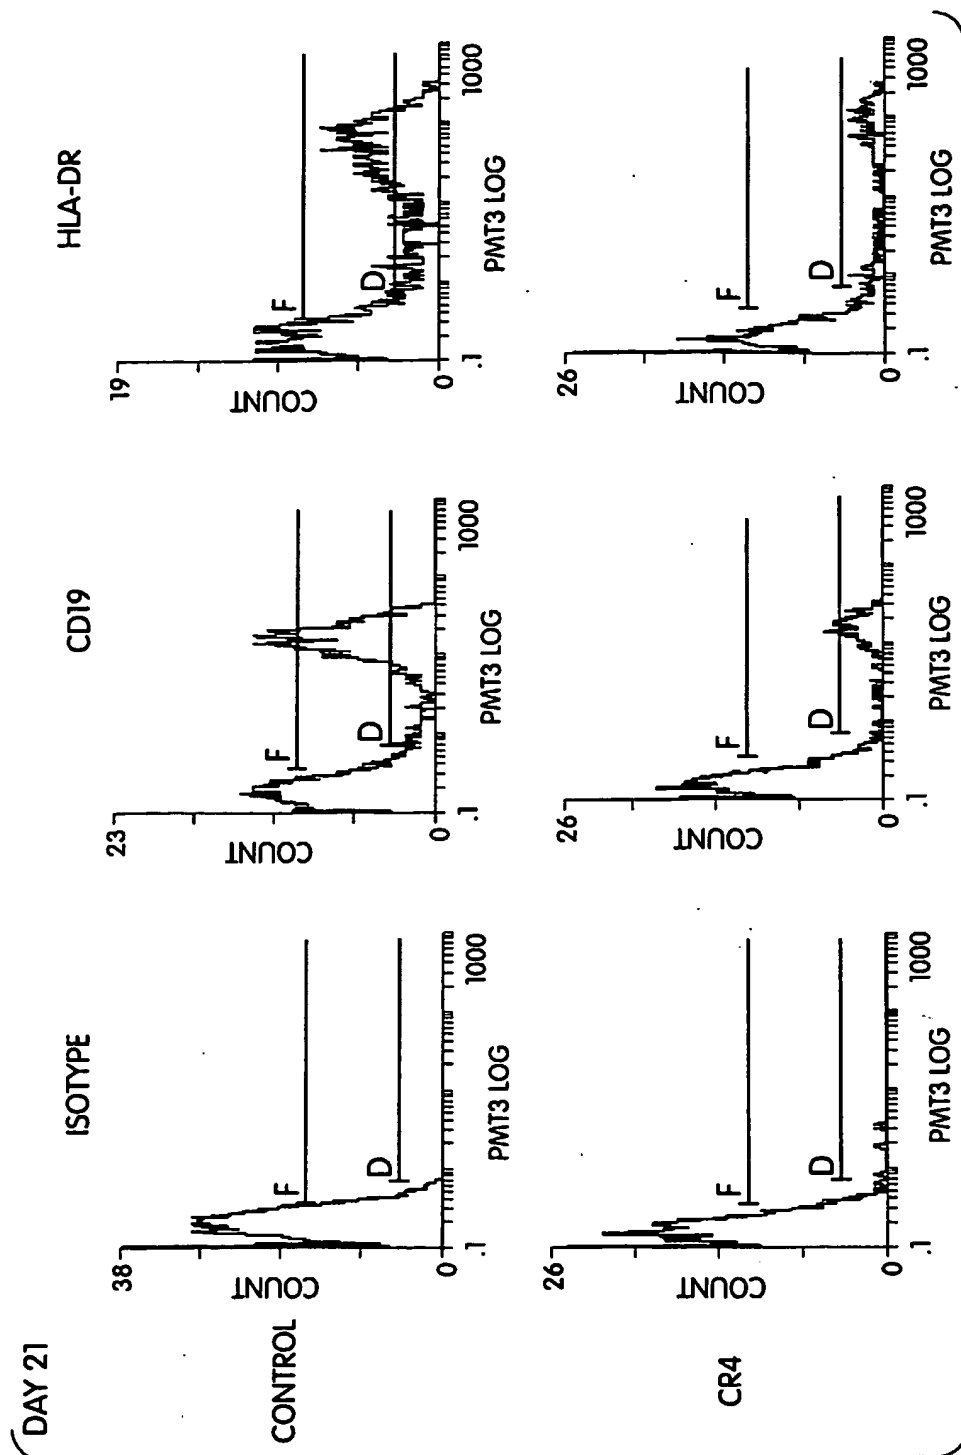 DAY 21
ISOTYPE
CD19
HLA-DR
CONTROL
38
COUNT
0
F
D
.1
1000
PMT3 LOG
23
COUNT
0
F
D
.1
1000
PMT3 LOG
19
COUNT
0
F
D
.1
1000
PMT3 LOG
CR4
26
COUNT
0
F
D
.1
1000
PMT3 LOG
26
COUNT
0
F
D
.1
1000
PMT3 LOG
26
COUNT
0
F
D
.1
1000
PMT3 LOG